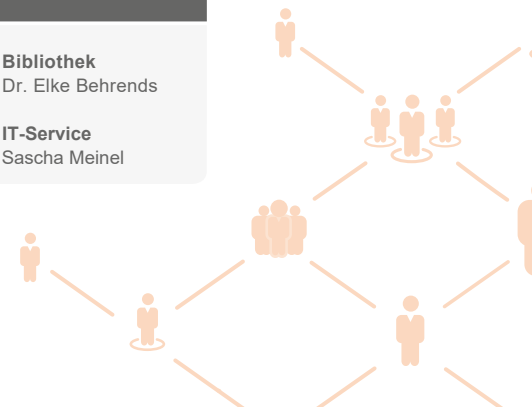 Bibliothek
Dr. Elke Behrends
IT-Service
Sascha Meinel